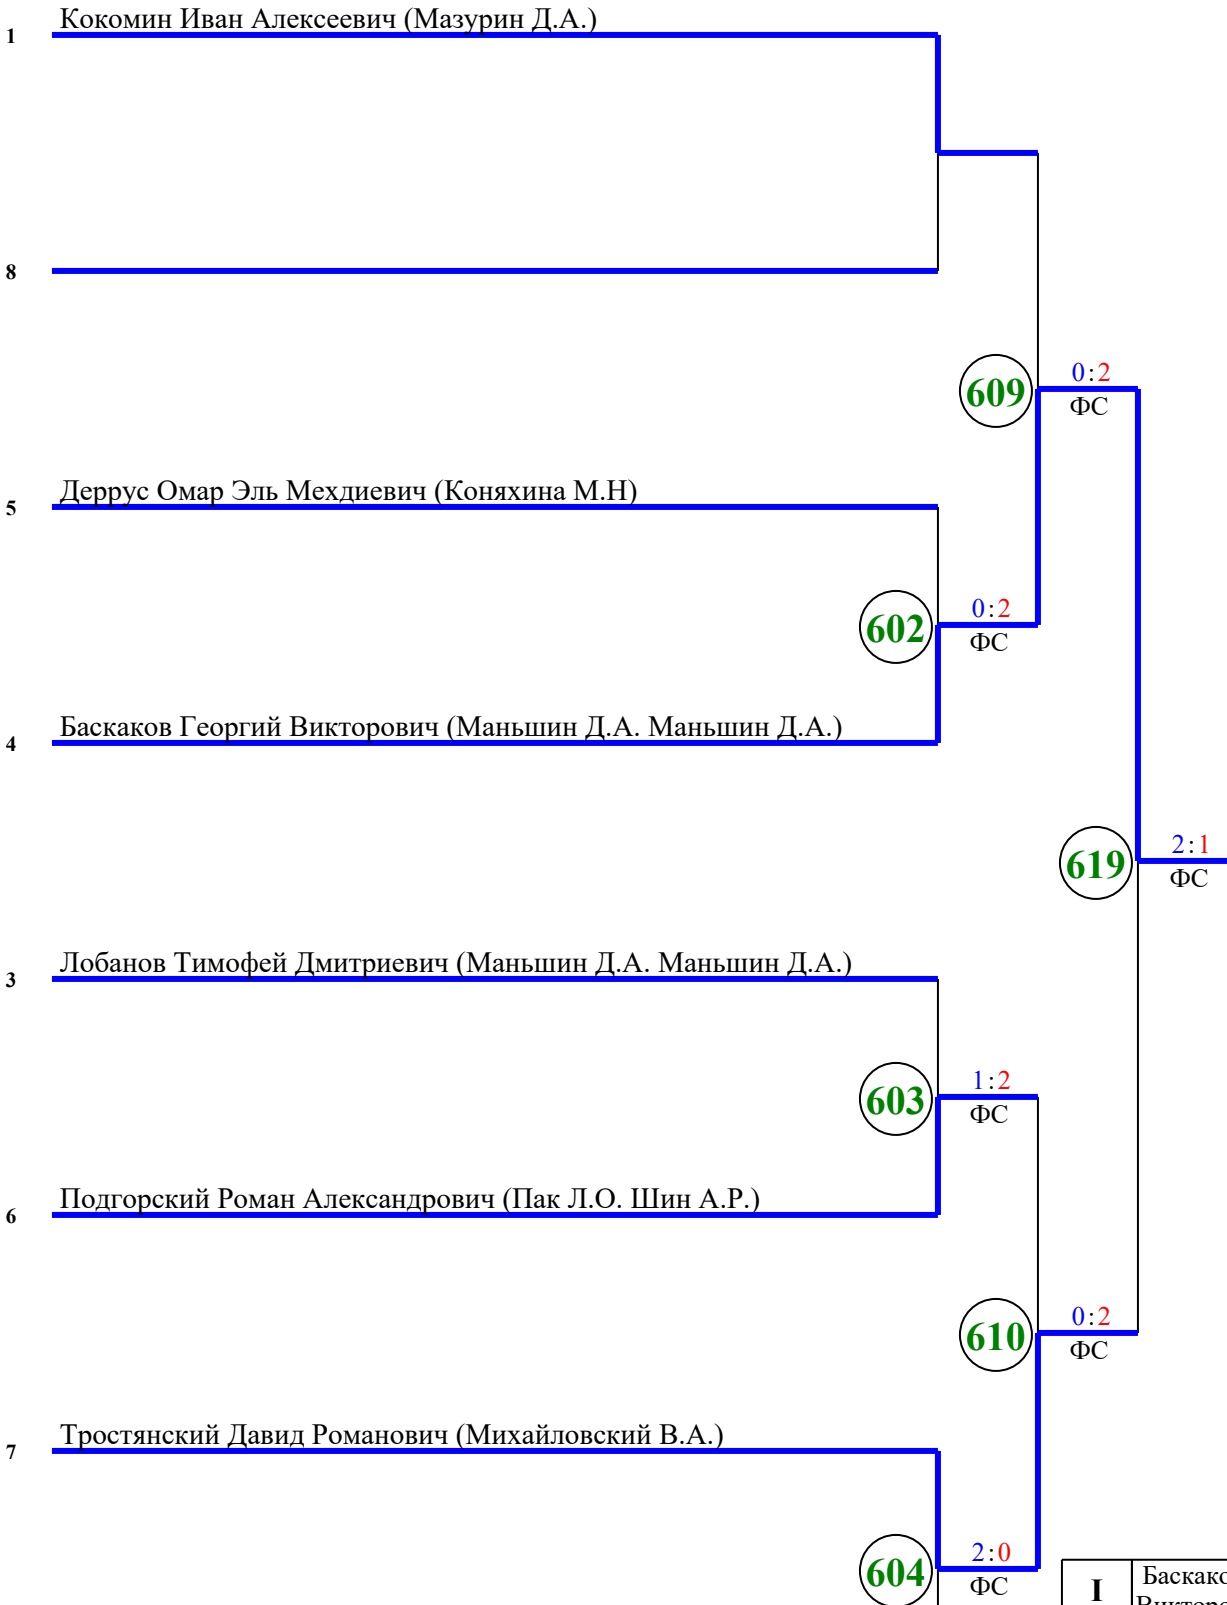 Кокомин Иван Алексеевич (Мазурин Д.А.)
1
8
609
0:2
ФС
Деррус Омар Эль Мехдиевич (Коняхина М.Н)
5
602
0:2
ФС
Баскаков Георгий Викторович (Маньшин Д.А. Маньшин Д.А.)
4
619
2:1
ФС
Лобанов Тимофей Дмитриевич (Маньшин Д.А. Маньшин Д.А.)
3
603
1:2
ФС
Подгорский Роман Александрович (Пак Л.О. Шин А.Р.)
6
610
0:2
ФС
Тростянский Давид Романович (Михайловский В.А.)
7
604
2:0
ФС
I
Баскако